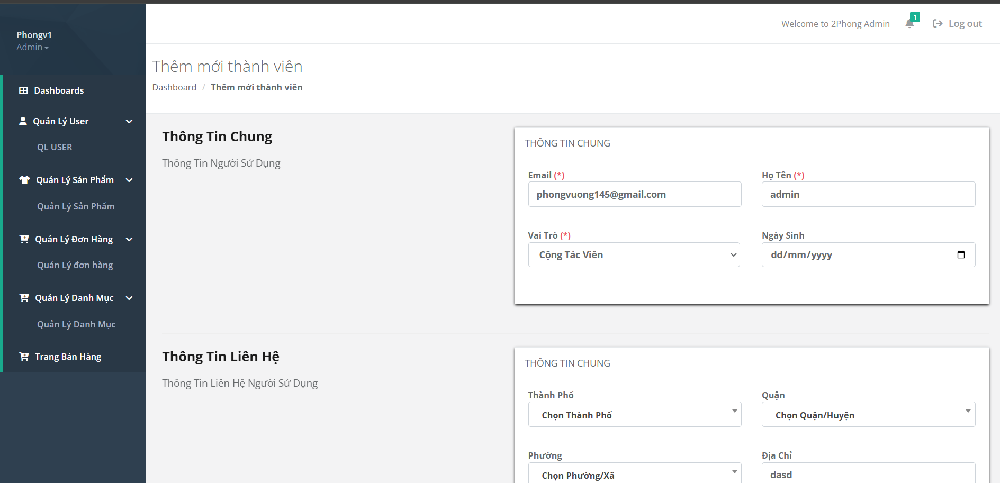 Phongv1
Admin
Dashboards
Quản Lý User
QL USER
Quản Lý Sản Phẩm
Quản Lý Sản Phẩm
Quản Lý Đơn Hàng
Quản Lý đơn hàng
Quản Lý Danh Mục
Quản Lý Danh Mục
Trang Bán Hàng
Welcome to 2Phong Admin
1
Log out
Thêm mới thành viên
Dashboard / Thêm mới thành viên
Thông Tin Chung
Thông Tin Người Sử Dụng
THÔNG TIN CHUNG
Email (*)
phongvuong145@gmail.com
Họ Tên (*)
admin
Vai Trò (*)
Cộng Tác Viên
Ngày Sinh
dd/mm/yyyy
Thông Tin Liên Hệ
Thông Tin Liên Hệ Người Sử Dụng
THÔNG TIN CHUNG
Thành Phố
Chọn Thành Phố
Quận
Chọn Quận/Huyện
Phường
Chọn Phường/Xã
Địa Chỉ
dasd